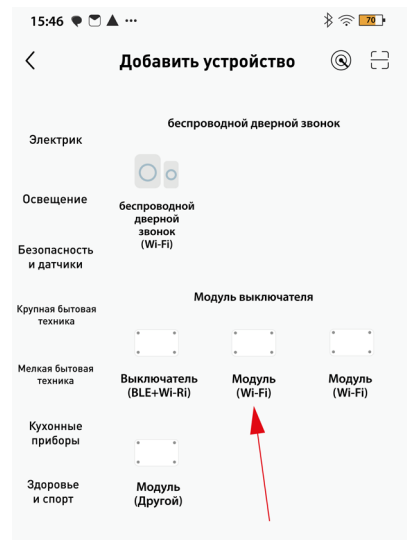 15:46
70
Добавить устройство
беспроводной дверной звонок
Электрик
Освещение
беспроводной
дверной
звонок
(Wi-Fi)
Безопасность
и датчики
Модуль выключателя
Крупная бытовая
техника
Мелкая бытовая
техника
Выключатель
(BLE+Wi-Ri)
Модуль
(Wi-Fi)
Модуль
(Wi-Fi)
Кухонные
приборы
Модуль
(Другой)
Здоровье
и спорт